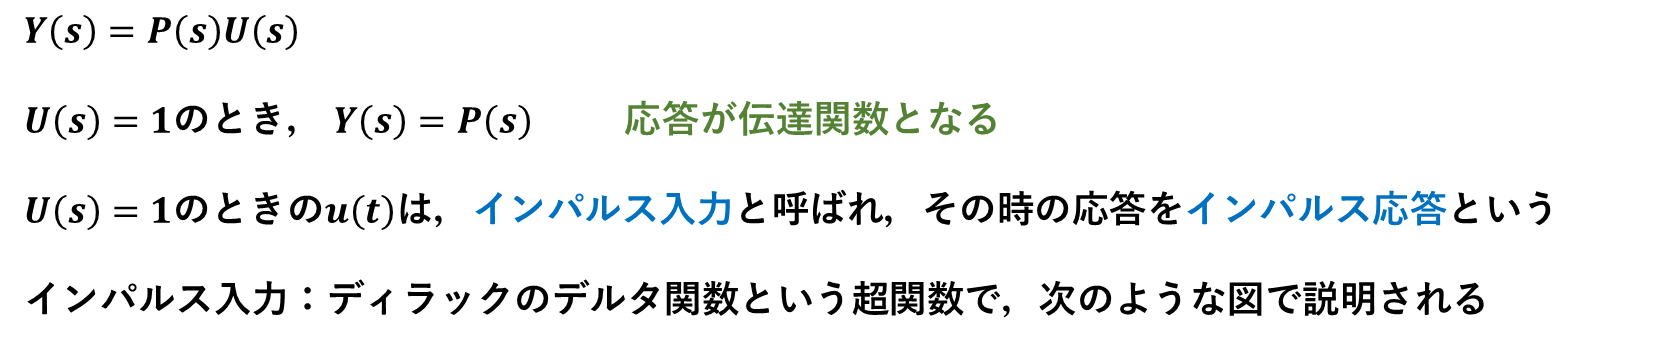 Y(s) = P(s)U(s)
U(s) = 1のとき， Y(s) = P(s) 応答が伝達関数となる
U(s) = 1のときのu(t)は，インパルス入力と呼ばれ，その時の応答をインパルス応答という
インパルス入力：ディラックのデルタ関数という超関数で，次のような図で説明される